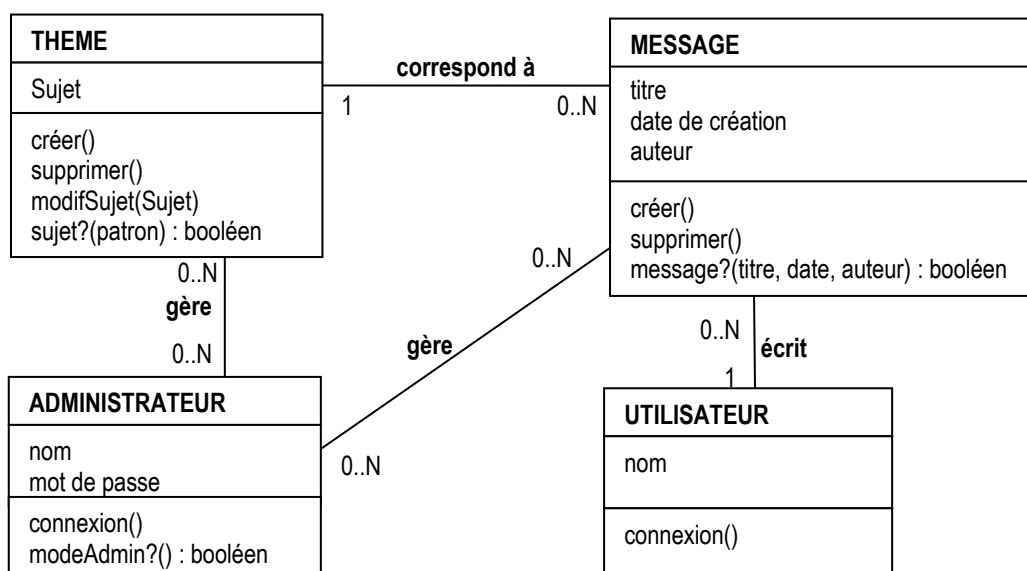 THEME
Sujet
créer()
supprimer()
modifSujet(Sujet)
sujet?(patron) : booléen
correspond à
1
0..N
MESSAGE
titre
date de création
auteur
créer()
supprimer()
message?(titre, date, auteur) : booléen
0..N
gère
0..N
0..N
gère
0..N
0..N
écrit
1
ADMINISTRATEUR
nom
mot de passe
connexion()
modeAdmin?() : booléen
UTILISATEUR
nom
connexion()